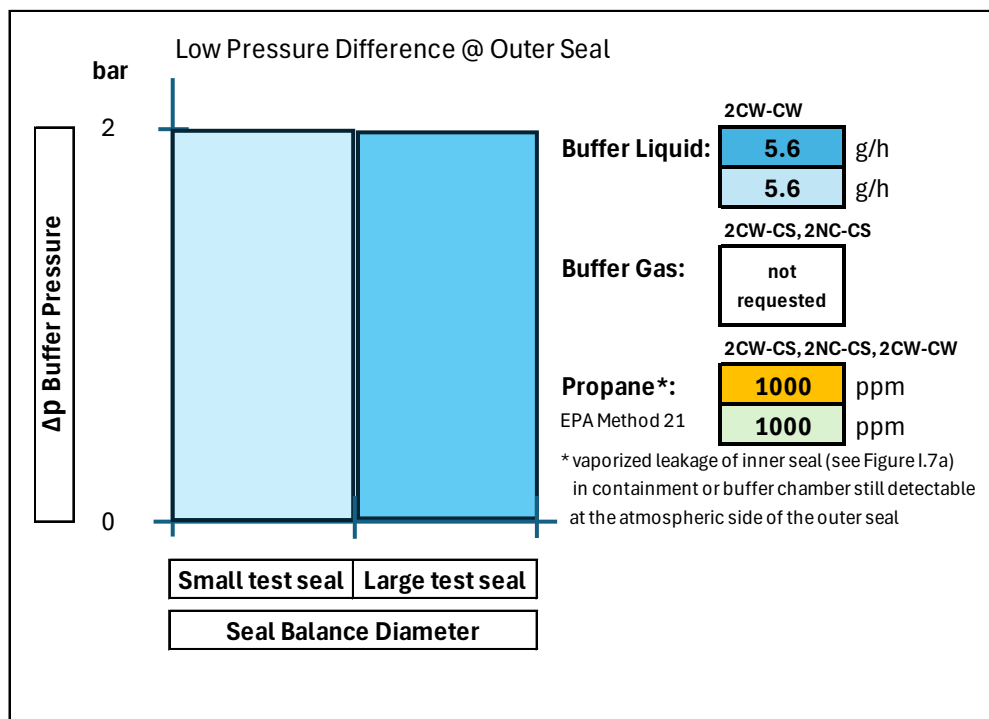 Low Pressure Difference @ Outer Seal
bar
2
0
Δp Buffer Pressure
Small test seal
Large test seal
Seal Balance Diameter
2CW-CW
Buffer Liquid:
5.6 g/h
5.6 g/h
2CW-CS, 2NC-CS
Buffer Gas:
not
requested
2CW-CS, 2NC-CS, 2CW-CW
Propane*:
1000 ppm
EPA Method 21
1000 ppm
* vaporized leakage of inner seal (see Figure I.7a)
in containment or buffer chamber still detectable
at the atmospheric side of the outer seal